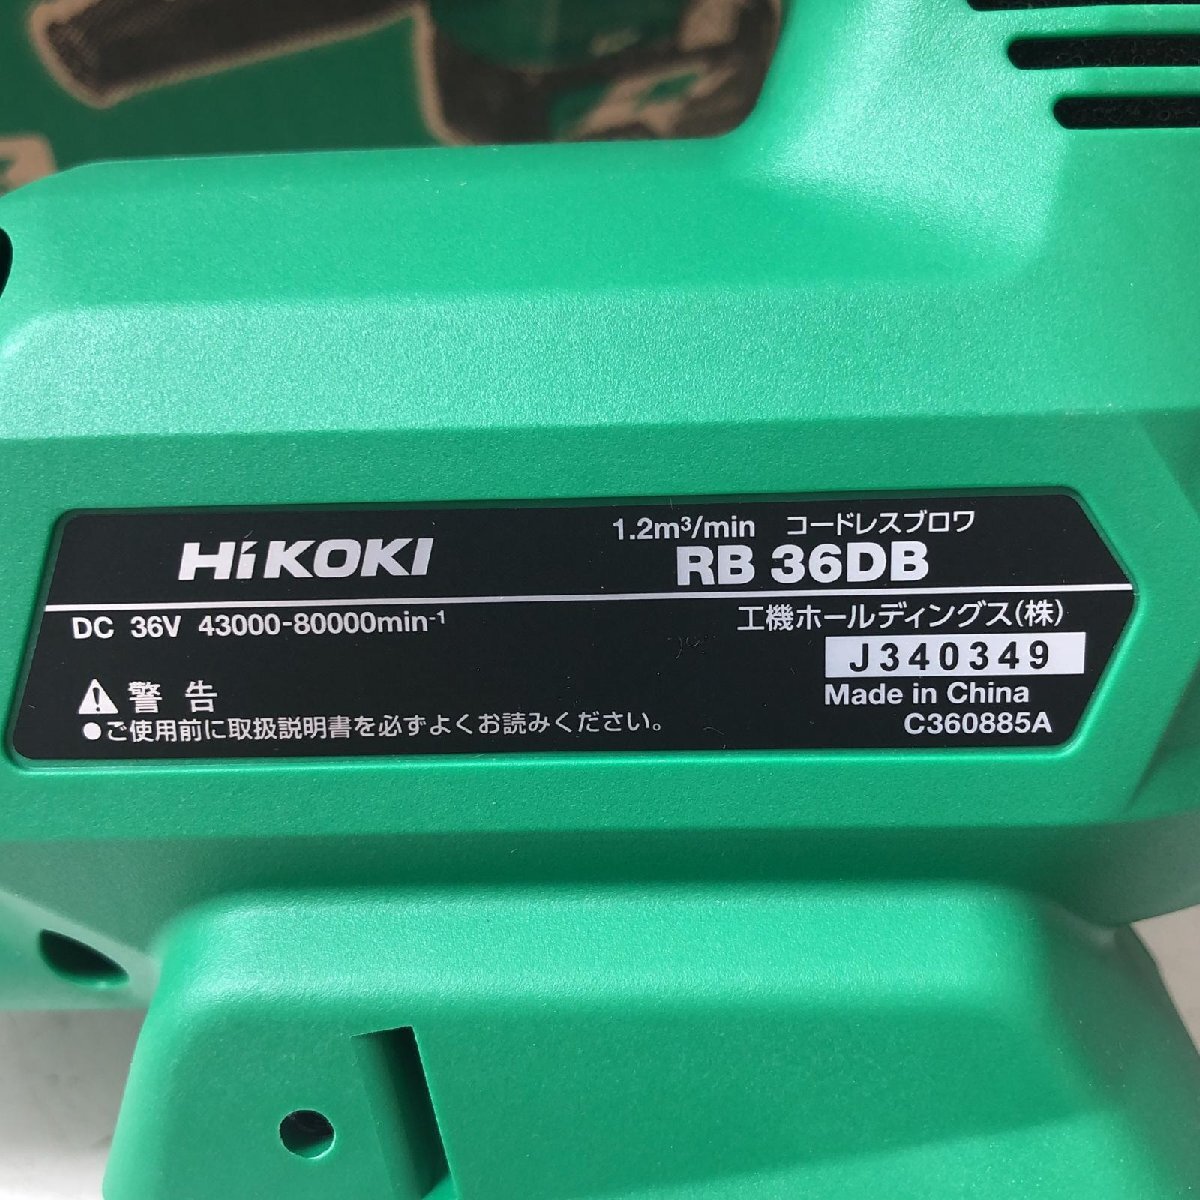 HiKOKI
1.2m³/min コードレスブロワ
RB 36DB
DC 36V 43000-80000min⁻¹
工機ホールディングス(株)
J340349
Made in China
C360885A
⚠警告
●ご使用前に取扱説明書を必ずよくお読みください。